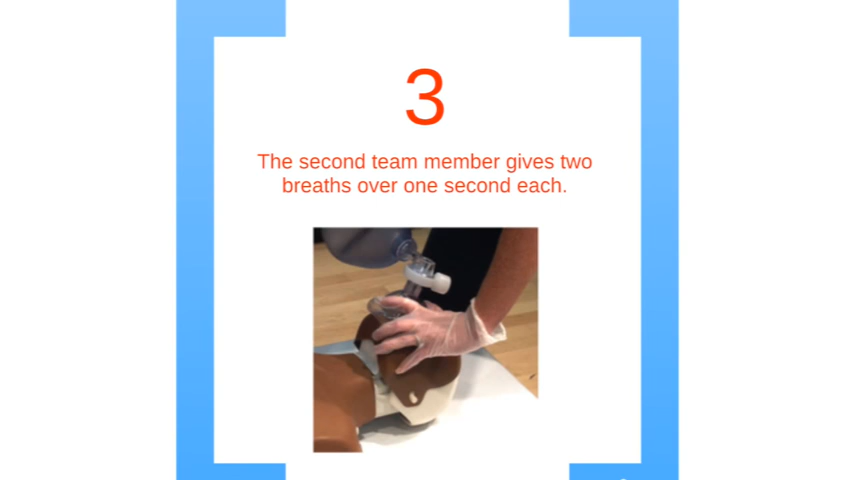 3
The second team member gives two
breaths over one second each.